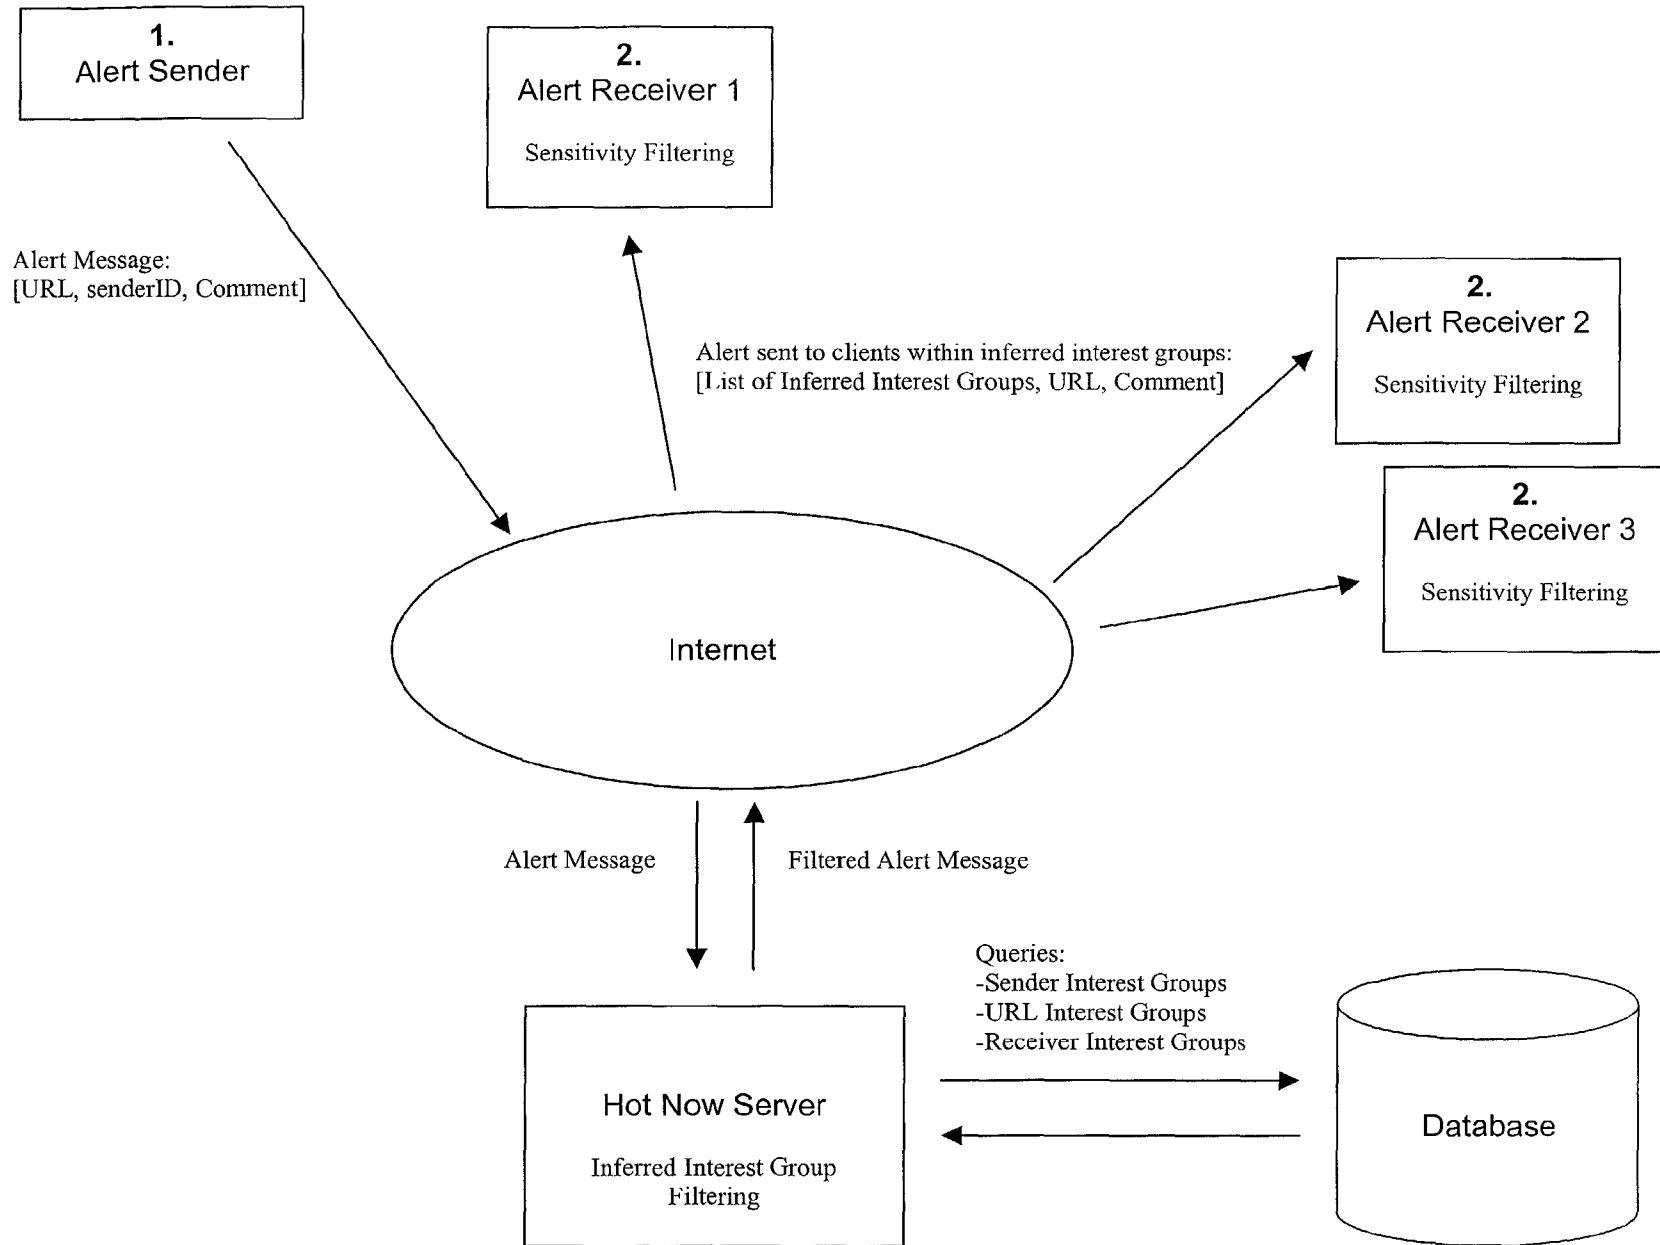 1.
Alert Sender
2.
Alert Receiver 1
Sensitivity Filtering
Alert Message:
[URL, senderID, Comment]
2.
Alert Receiver 2
Sensitivity Filtering
Alert sent to clients within inferred interest groups:
[List of Inferred Interest Groups, URL, Comment]
2.
Alert Receiver 3
Sensitivity Filtering
Internet
Alert Message
Filtered Alert Message
Queries:
-Sender Interest Groups
-URL Interest Groups
-Receiver Interest Groups
Hot Now Server
Inferred Interest Group
Filtering
Database